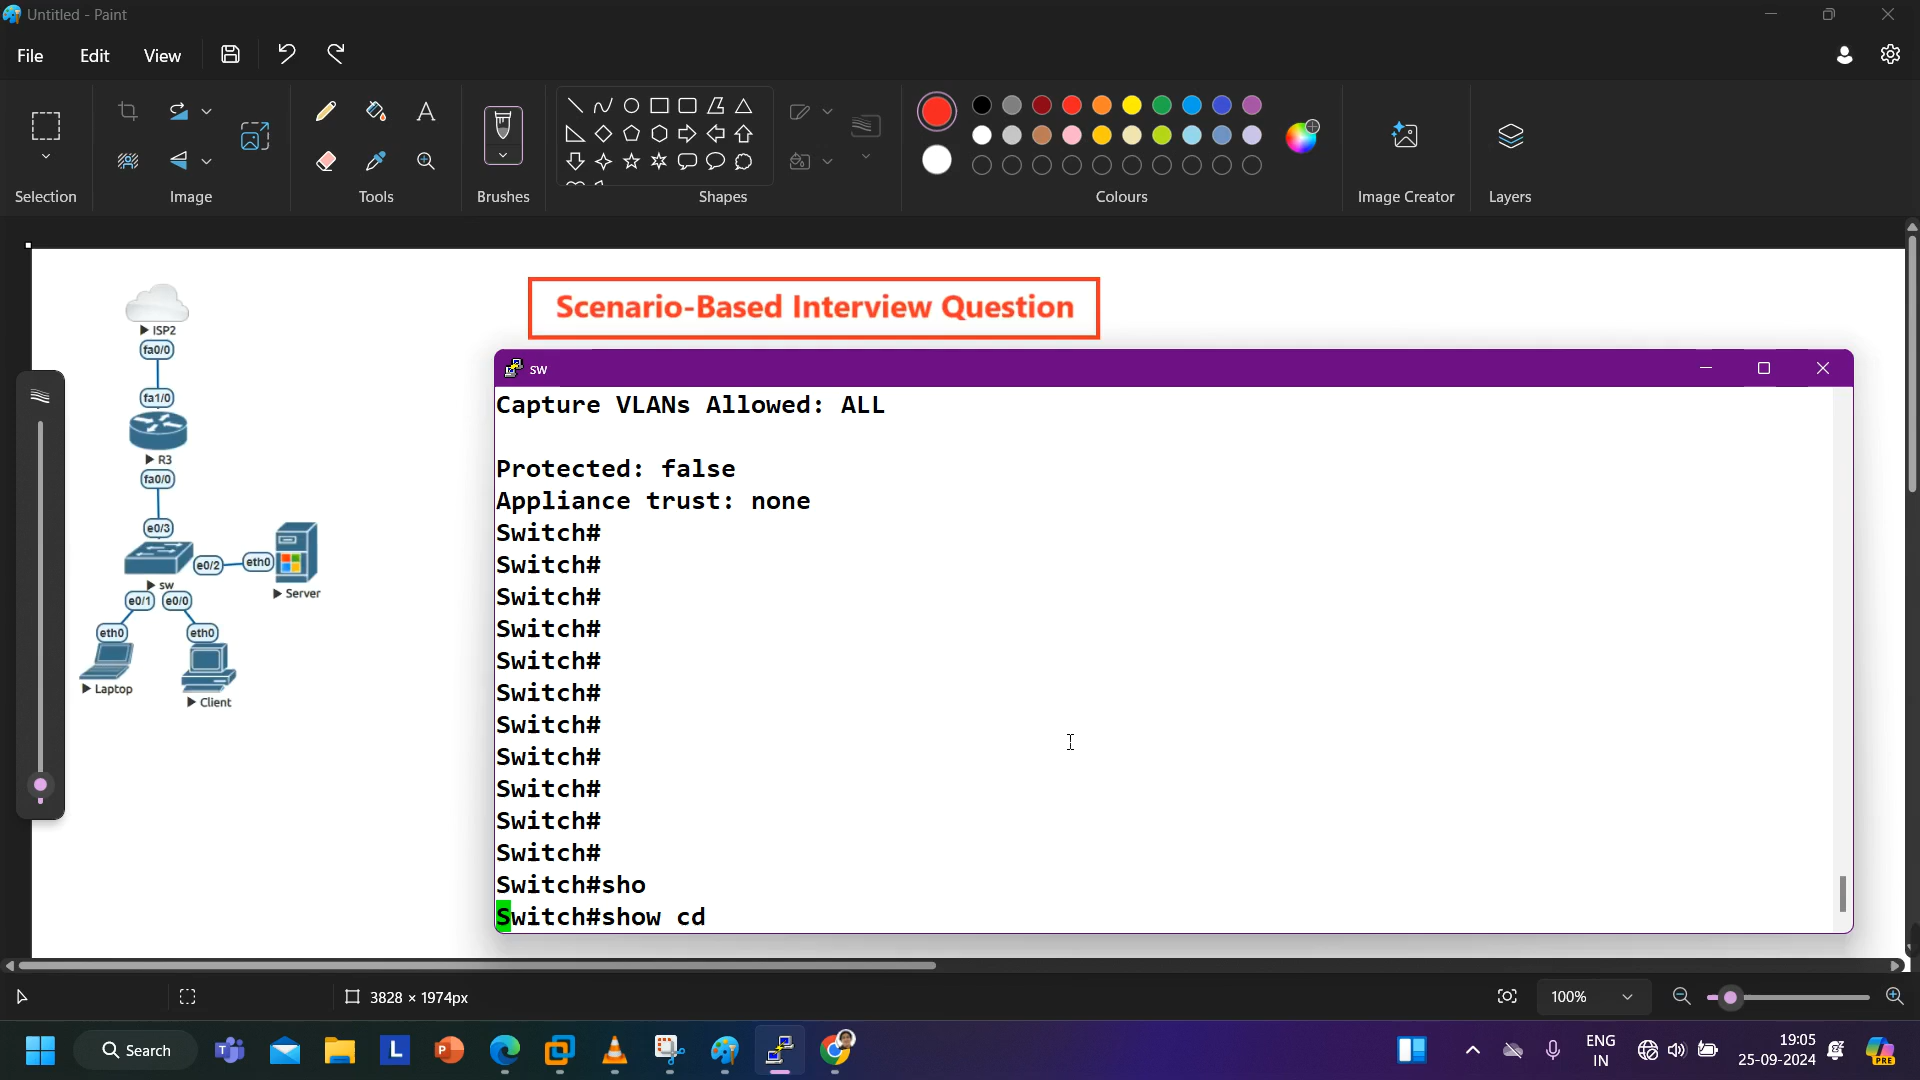 Untitled - Paint
File Edit View
Selection
Image
Tools
Brushes
Shapes
Colours
Image Creator
Layers
Scenario-Based Interview Question
ISP2
fa0/0
fa1/0
R3
fa0/0
e0/3
e0/2
eth0
sw
Server
e0/1
e0/0
eth0
eth0
Laptop
Client
sw
Capture VLANs Allowed: ALL
Protected: false
Appliance trust: none
Switch#
Switch#
Switch#
Switch#
Switch#
Switch#
Switch#
Switch#
Switch#
Switch#
Switch#
Switch#sho
Switch#show cd
3828 × 1974px
100%
Search
L
ENG
IN
19:05
25-09-2024
PRE